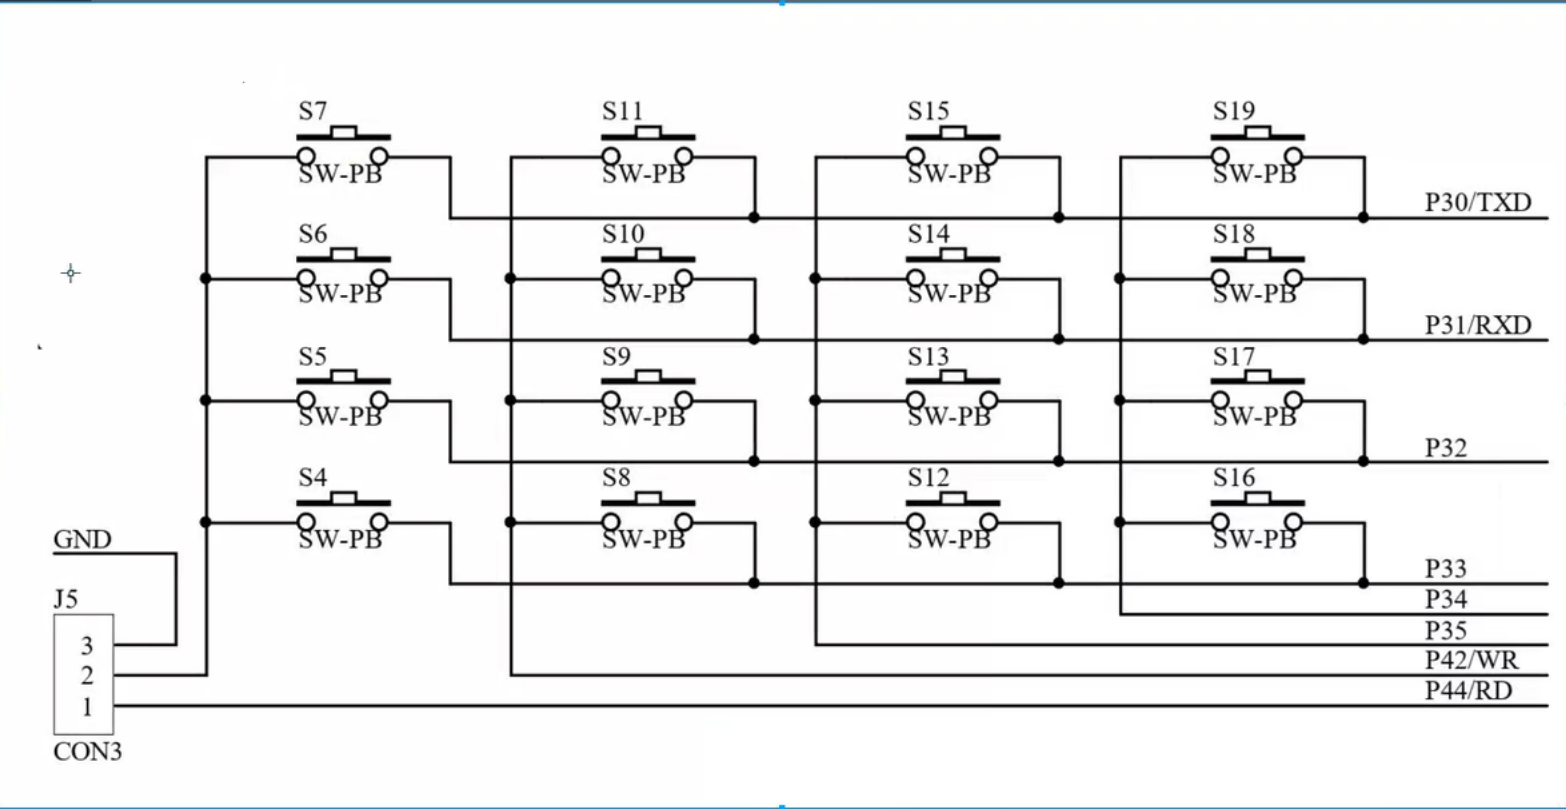 S7 S11 S15 S19
SW-PB SW-PB SW-PB SW-PB
P30/TXD
S6 S10 S14 S18
SW-PB SW-PB SW-PB SW-PB
P31/RXD
S5 S9 S13 S17
SW-PB SW-PB SW-PB SW-PB
P32
S4 S8 S12 S16
SW-PB SW-PB SW-PB SW-PB
GND
P33
J5
P34
P35
3
P42/WR
2
P44/RD
1
CON3